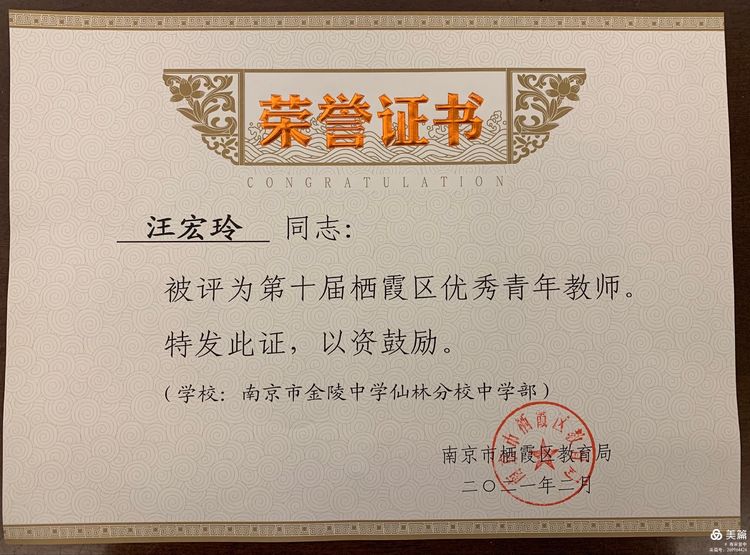 荣誉证书
CONGRATULATION
汪宏玲 同志：
被评为第十届栖霞区优秀青年教师。
特发此证，以资鼓励。
（学校：南京市金陵中学仙林分校中学部）
南京市栖霞区教育局
二〇二一年二月
美篇